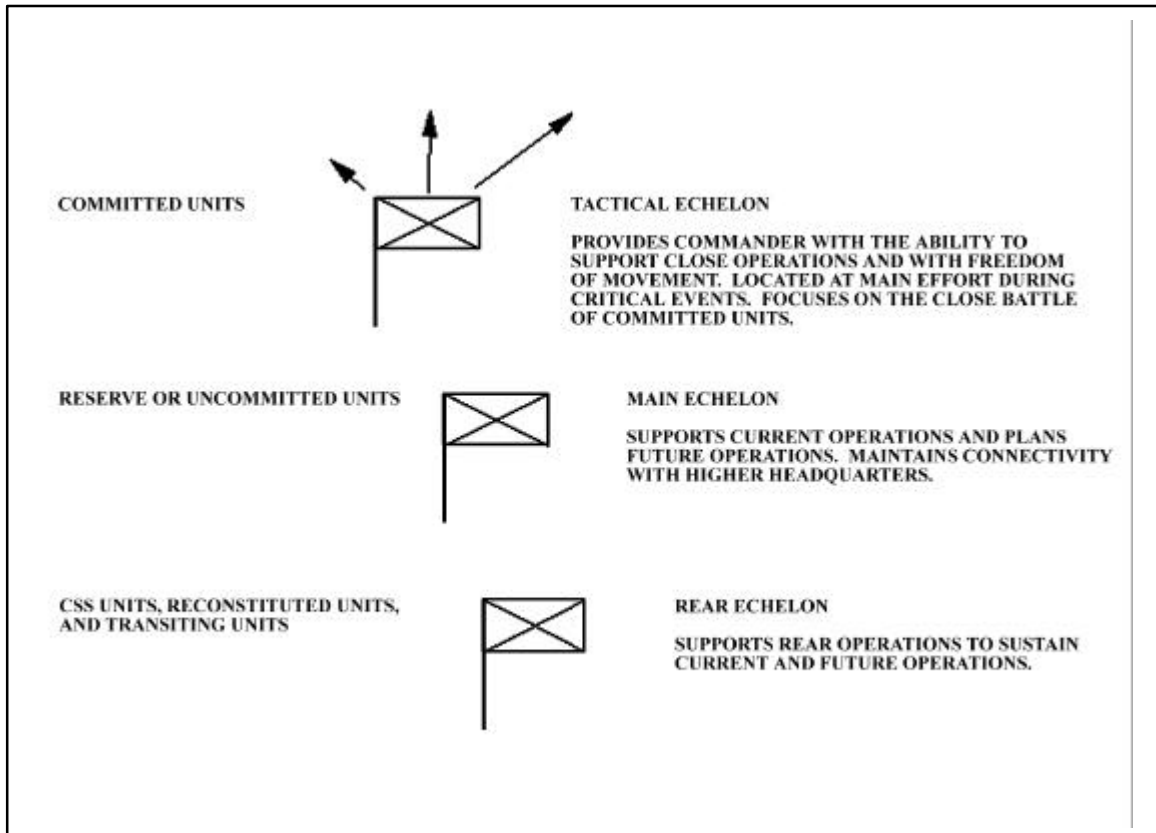 COMMITTED UNITS
TACTICAL ECHELON
PROVIDES COMMANDER WITH THE ABILITY TO
SUPPORT CLOSE OPERATIONS AND WITH FREEDOM
OF MOVEMENT. LOCATED AT MAIN EFFORT DURING
CRITICAL EVENTS. FOCUSES ON THE CLOSE BATTLE
OF COMMITTED UNITS.
RESERVE OR UNCOMMITTED UNITS
MAIN ECHELON
SUPPORTS CURRENT OPERATIONS AND PLANS
FUTURE OPERATIONS. MAINTAINS CONNECTIVITY
WITH HIGHER HEADQUARTERS.
CSS UNITS, RECONSTITUTED UNITS,
AND TRANSITING UNITS
REAR ECHELON
SUPPORTS REAR OPERATIONS TO SUSTAIN
CURRENT AND FUTURE OPERATIONS.